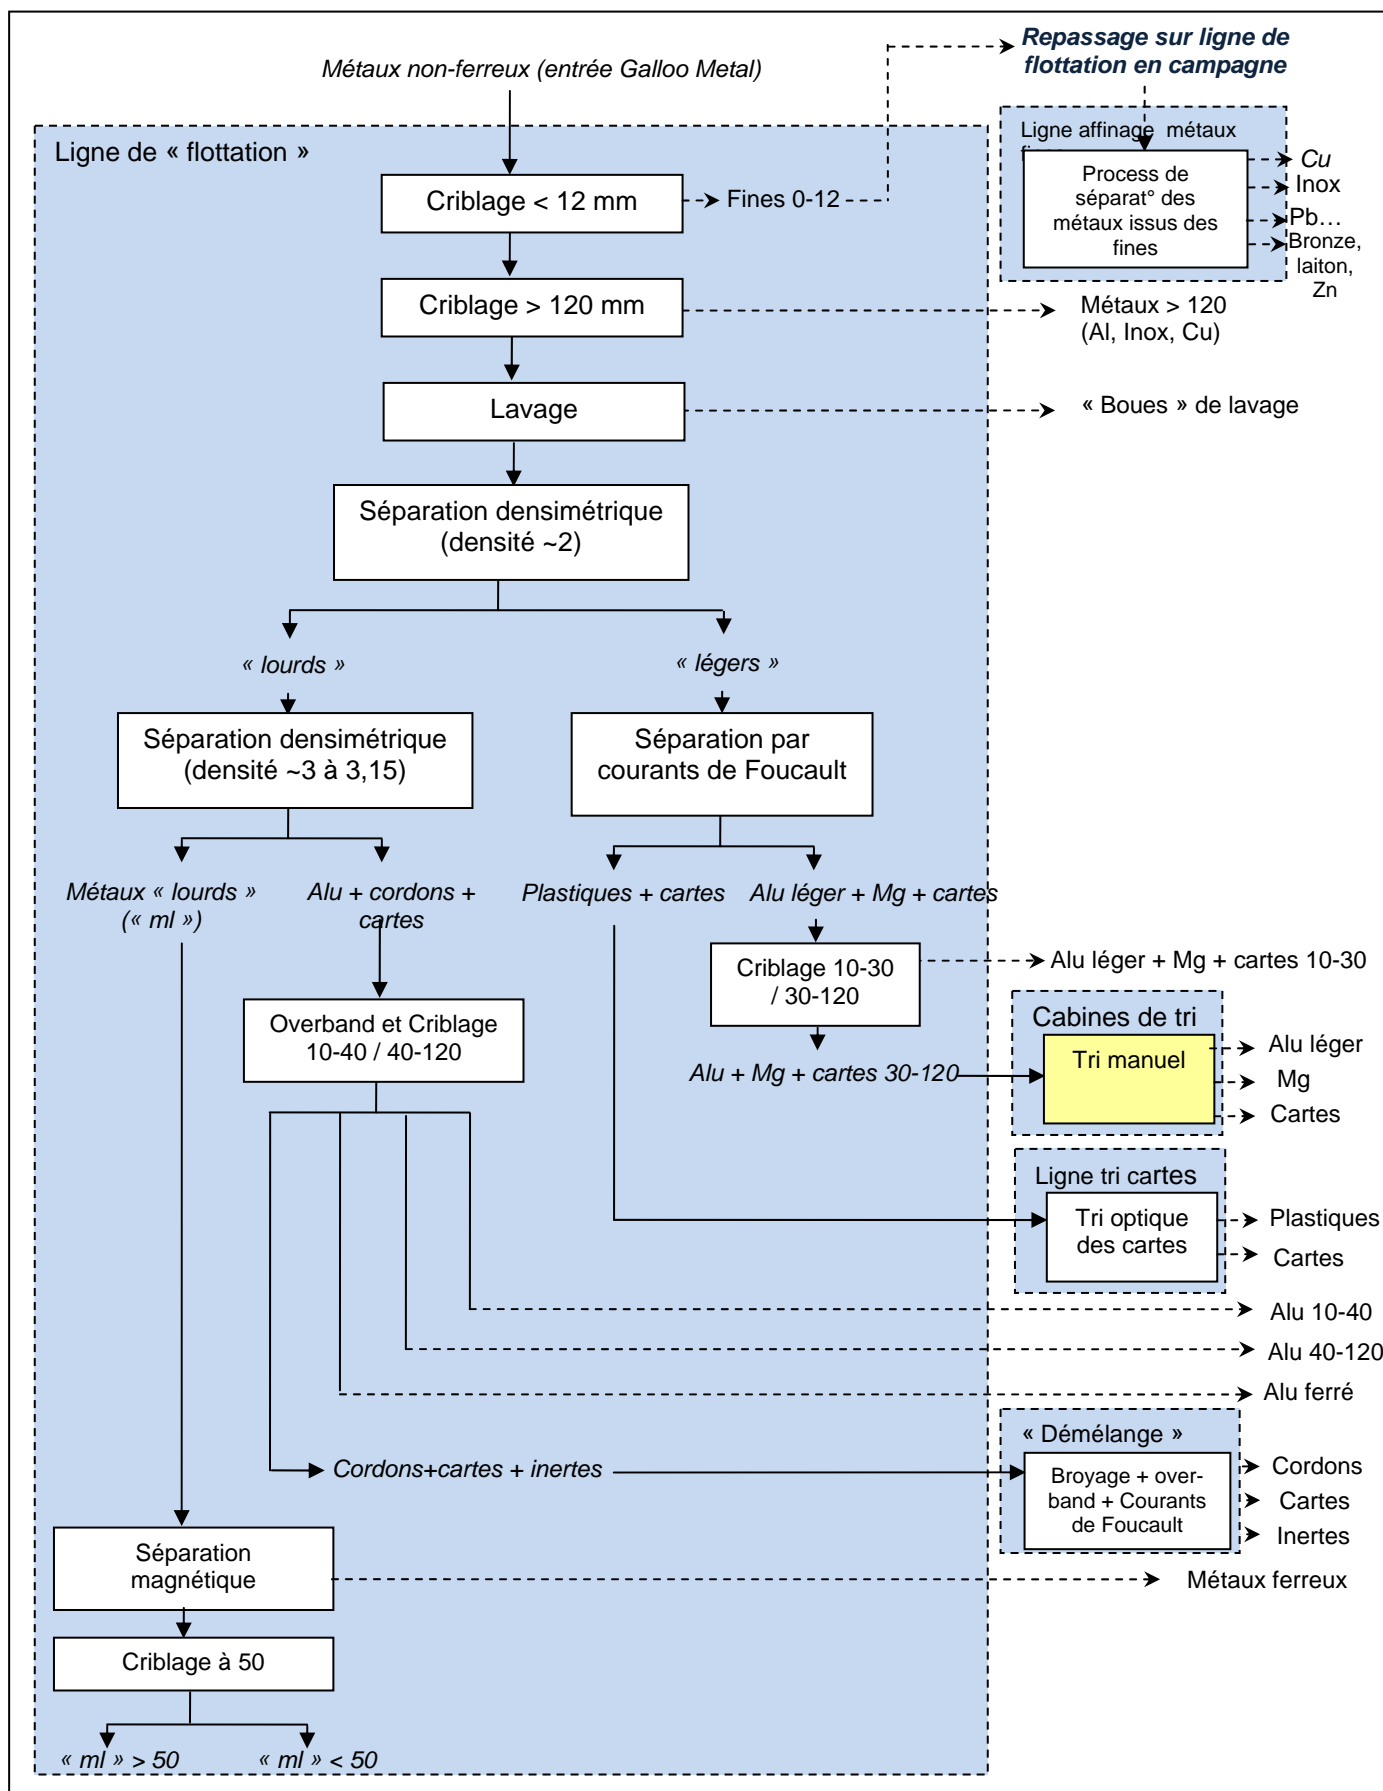 Repassage sur ligne de
flottation en campagne
Métaux non-ferreux (entrée Galloo Metal)
Ligne affinage métaux
Ligne de « flottation »
Criblage < 12 mm
Fines 0-12
Process de
séparat° des
métaux issus des
fines
Cu
Inox
Pb…
Bronze,
laiton,
Zn
Criblage > 120 mm
Métaux > 120
(Al, Inox, Cu)
Lavage
« Boues » de lavage
Séparation densimétrique
(densité ~2)
« lourds »
« légers »
Séparation densimétrique
(densité ~3 à 3,15)
Séparation par
courants de Foucault
Métaux « lourds »
(« ml »)
Alu + cordons +
cartes
Plastiques + cartes
Alu léger + Mg + cartes
Criblage 10-30
/ 30-120
Alu léger + Mg + cartes 10-30
Overband et Criblage
10-40 / 40-120
Alu + Mg + cartes 30-120
Cabines de tri
Tri manuel
Alu léger
Mg
Cartes
Ligne tri cartes
Tri optique
des cartes
Plastiques
Cartes
Alu 10-40
Alu 40-120
Alu ferré
« Démélange »
Cordons+cartes + inertes
Broyage + over-
band + Courants
de Foucault
Cordons
Cartes
Inertes
Séparation
magnétique
Métaux ferreux
Criblage à 50
« ml » > 50
« ml » < 50